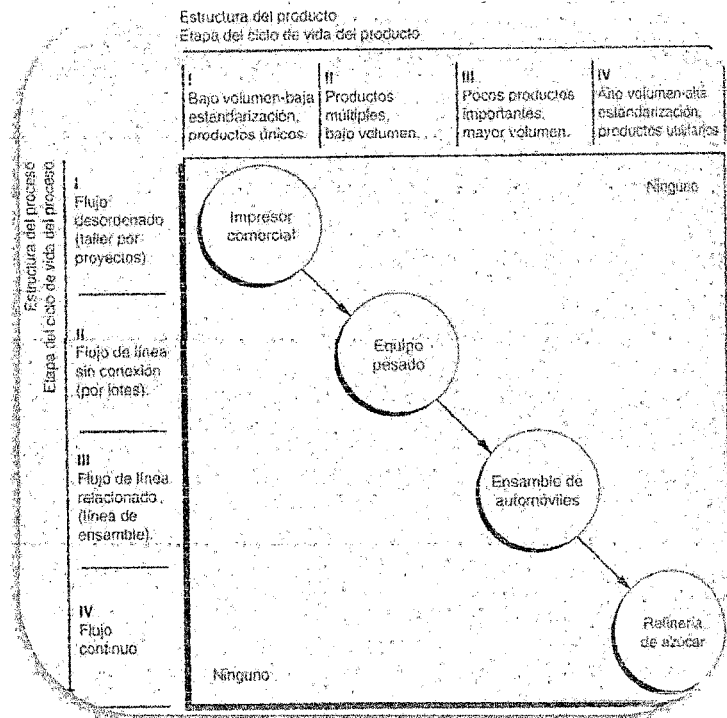 Estructura del producto
Etapa del ciclo de vida del producto
I
Bajo volumen-baja
estandarización,
productos únicos.
II
Productos
múltiples,
bajo volumen.
III
Pocos productos
importantes,
mayor volumen.
IV
Alto volumen-alta
estandarización,
productos unitarios
Estructura del proceso
Etapa del ciclo de vida del proceso
I
Flujo
desordenado
(taller por
proyectos).
II
Flujo de línea
sin conexión
(por lotes).
III
Flujo de línea
relacionado
(línea de
ensamble).
IV
Flujo
continuo
Ninguno
Impresor
comercial
Equipo
pesado
Ensamble de
automóviles
Refinería
de azúcar
Ninguno